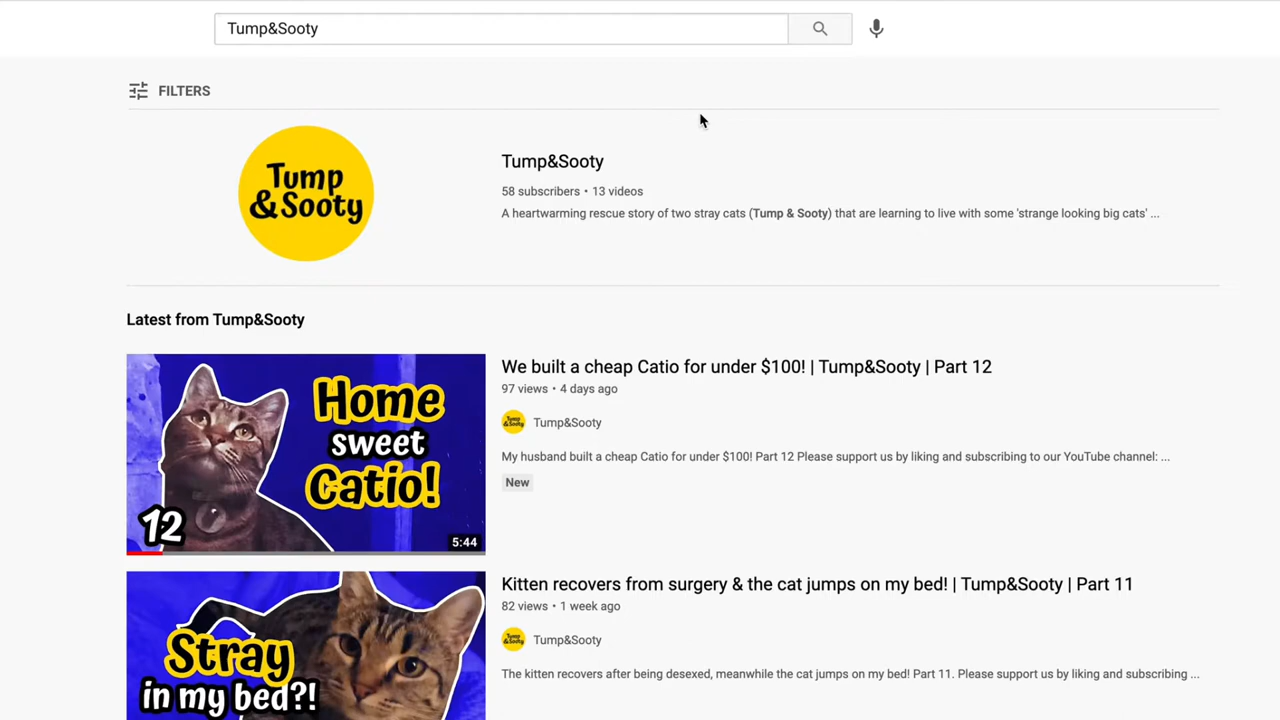 Tump&Sooty
FILTERS
Tump
&Sooty
Tump&Sooty
58 subscribers • 13 videos
A heartwarming rescue story of two stray cats (Tump & Sooty) that are learning to live with some 'strange looking big cats' ...
Latest from Tump&Sooty
Home
sweet
Catio!
12
5:44
We built a cheap Catio for under $100! | Tump&Sooty | Part 12
97 views • 4 days ago
Tump
&Sooty
Tump&Sooty
My husband built a cheap Catio for under $100! Part 12 Please support us by liking and subscribing to our YouTube channel: ...
New
Stray
in my bed?!
Kitten recovers from surgery & the cat jumps on my bed! | Tump&Sooty | Part 11
82 views • 1 week ago
Tump
&Sooty
Tump&Sooty
The kitten recovers after being desexed, meanwhile the cat jumps on my bed! Part 11. Please support us by liking and subscribing ...